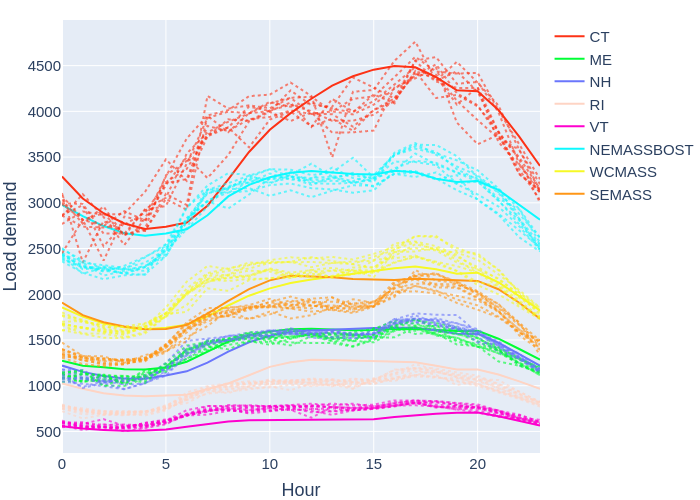 4500
4000
3500
3000
2500
2000
1500
1000
500
0
5
10
15
20
Hour
Load demand
CT
ME
NH
RI
VT
NEMASSBOST
WCMASS
SEMASS